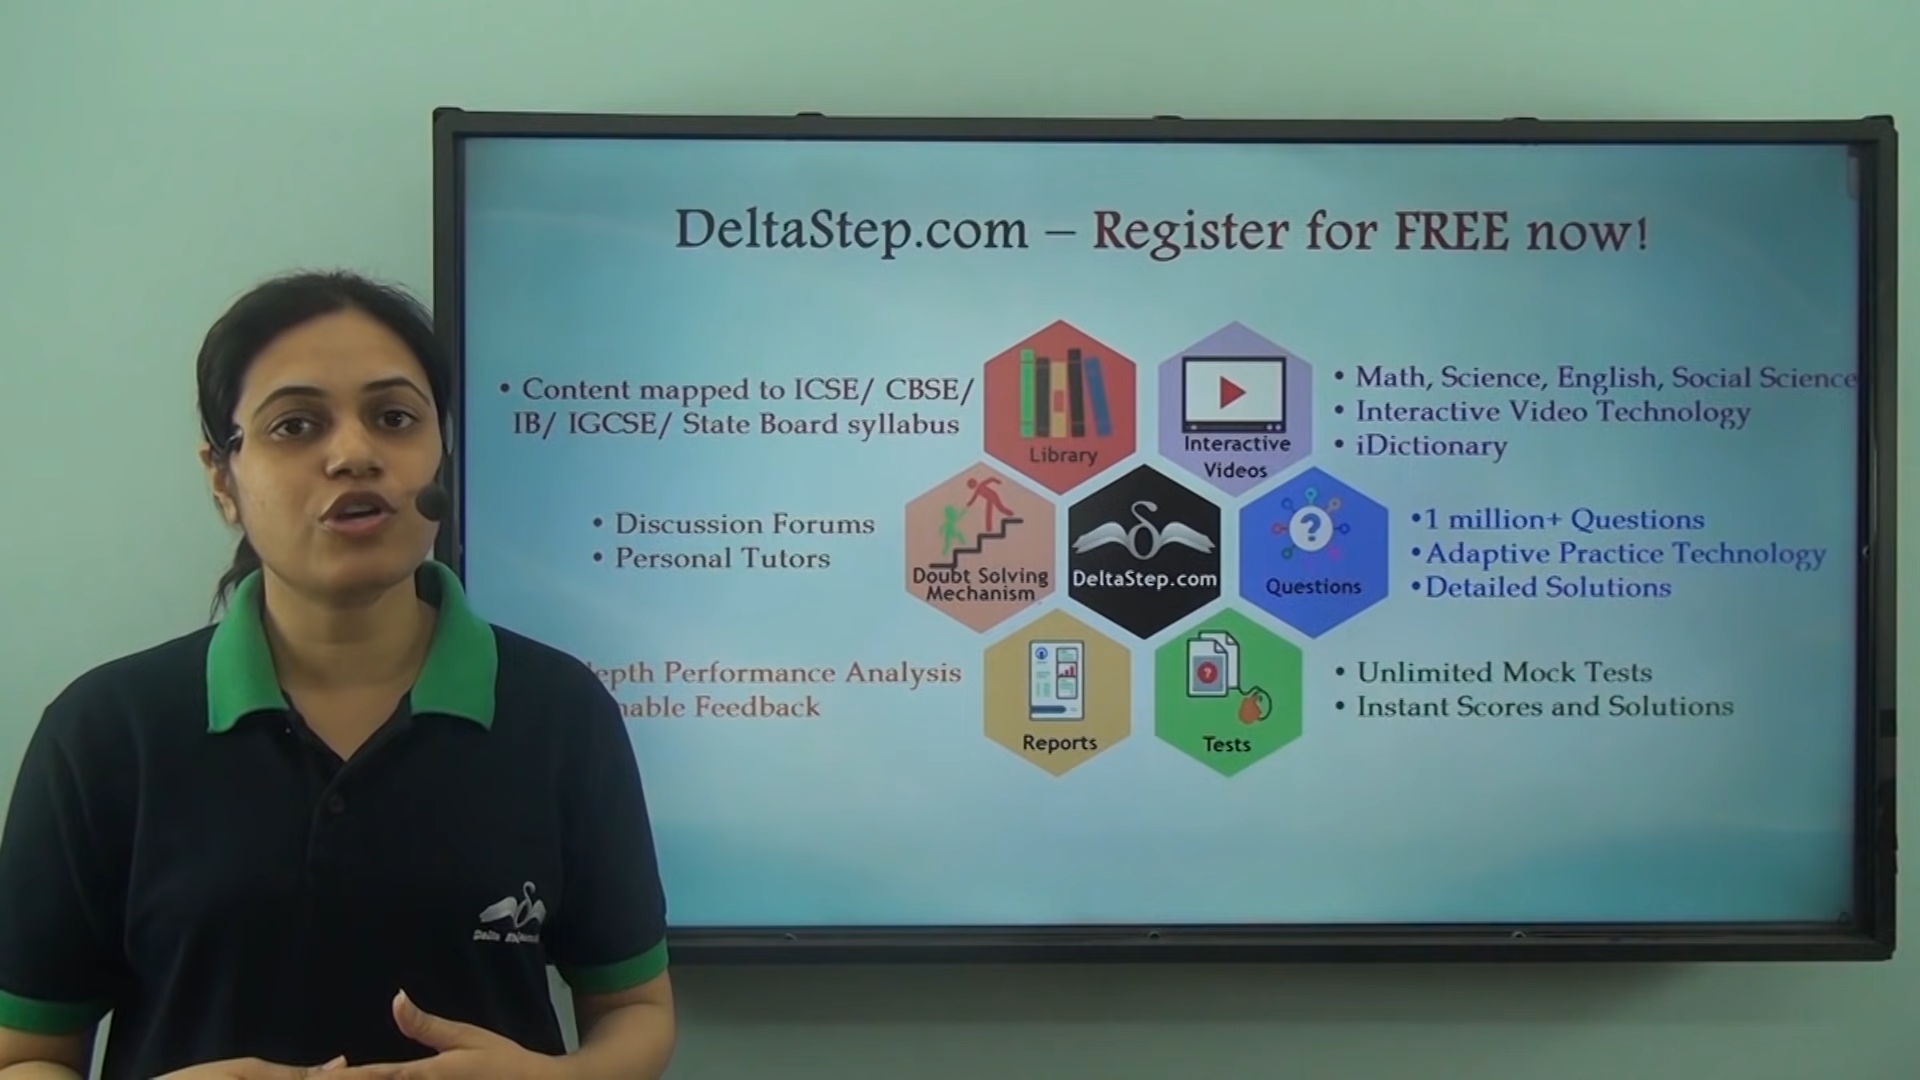 DeltaStep.com – Register for FREE now!
• Content mapped to ICSE/ CBSE/
IB/ IGCSE/ State Board syllabus
Library
Interactive
Videos
• Math, Science, English, Social Science
• Interactive Video Technology
• iDictionary
• Discussion Forums
• Personal Tutors
Doubt Solving
Mechanism
DeltaStep.com
?
Questions
•1 million+ Questions
•Adaptive Practice Technology
•Detailed Solutions
Performance Analysis
Feedback
Reports
?
Tests
• Unlimited Mock Tests
• Instant Scores and Solutions
Delta